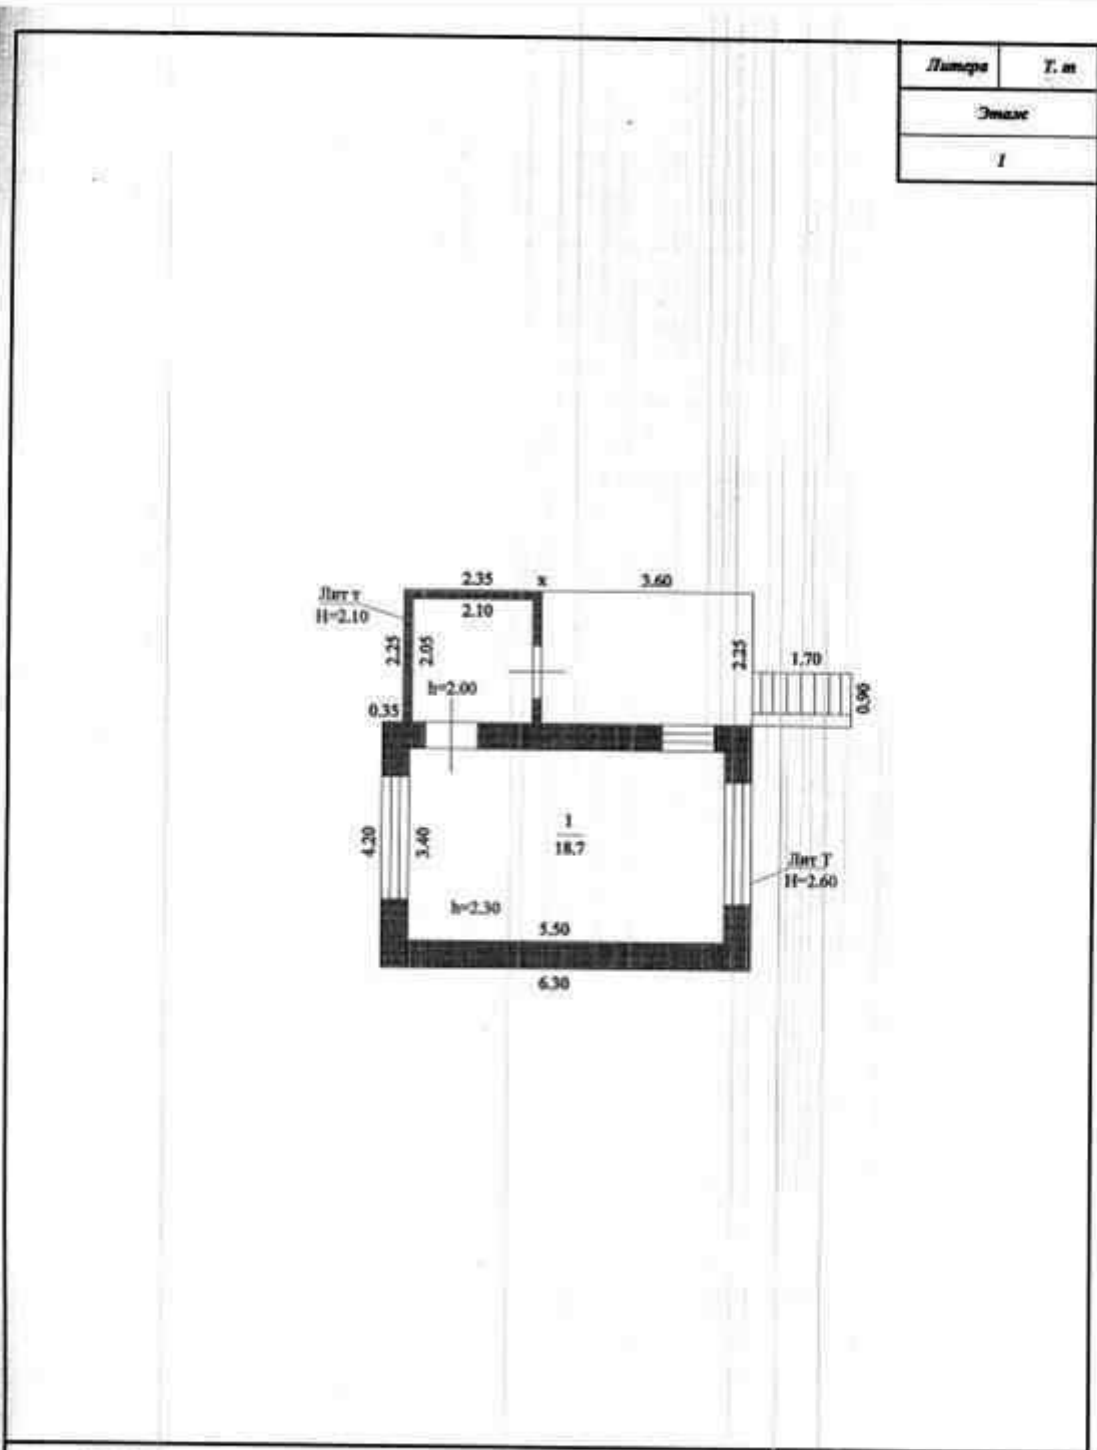 Литера Т. т
Этаж
1
2.35 х 3.60
Лит т
Н=2.10
2.10
2.25
2.05
2.25
1.70
0.90
h=2.00
0.35
4.20
3.40
1
18.7
Лит Т
Н=2.60
h=2.30
5.50
6.30